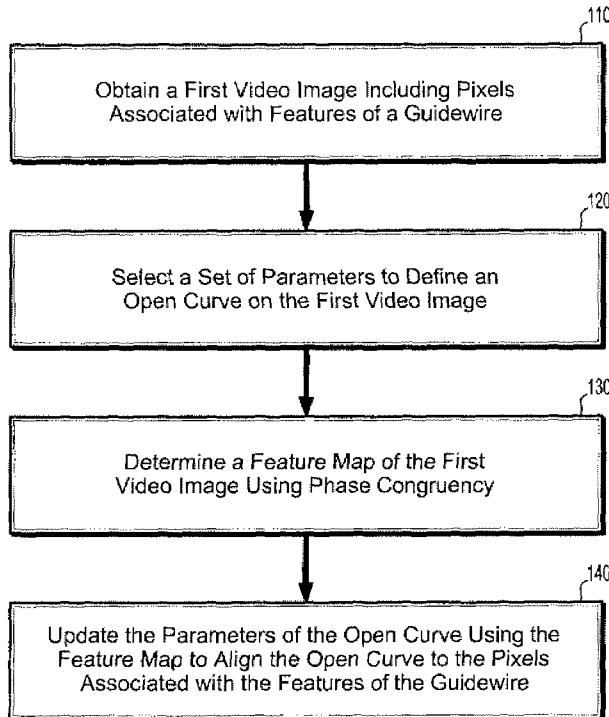 110
Obtain a First Video Image Including Pixels
Associated with Features of a Guidewire
120
Select a Set of Parameters to Define an
Open Curve on the First Video Image
130
Determine a Feature Map of the First
Video Image Using Phase Congruency
140
Update the Parameters of the Open Curve Using the
Feature Map to Align the Open Curve to the Pixels
Associated with the Features of the Guidewire